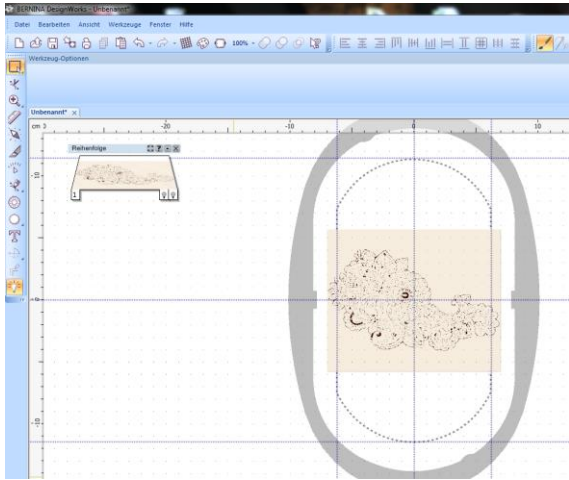 BERNINA DesignWorks - Unbenannt*
Datei Bearbeiten Ansicht Werkzeuge Fenster Hilfe
100%
Werkzeug-Optionen
Unbenannt* x
cm -20 -10 0 10
Reihenfolge
-10
1
0
-10